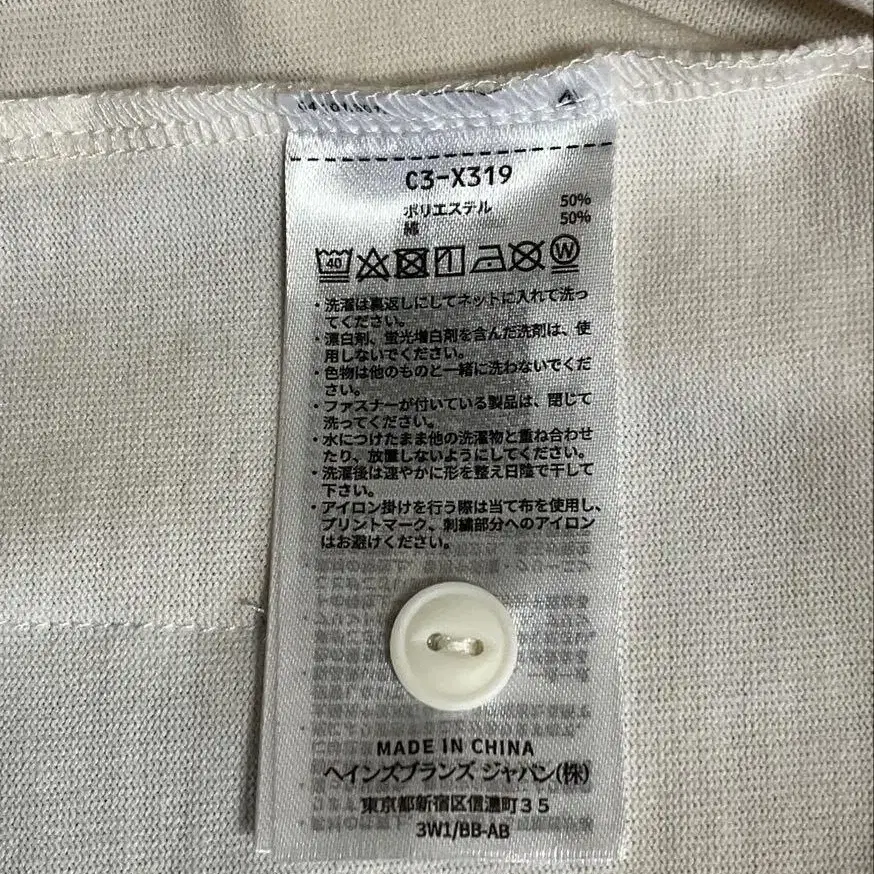 C3-X319
ポリエステル 50%
綿 50%
40
W
・洗濯は裏返しにしてネットに入れて洗っ
てください。
・漂白剤、蛍光増白剤を含んだ洗剤は、使
用しないでください。
・色物は他のものと一緒に洗わないでくだ
さい。
・ファスナーが付いている製品は、閉じて
洗ってください。
・水につけたまま他の洗濯物と重ね合わせ
たり、放置しないようにしてください。
・洗濯後は速やかに形を整え日陰で干して
下さい。
・アイロン掛けを行う際は当て布を使用し、
プリントマーク、刺繍部分へのアイロン
はお避けください。
MADE IN CHINA
ヘインズブランズ ジャパン(株)
東京都新宿区信濃町35
3W1/BB-AB